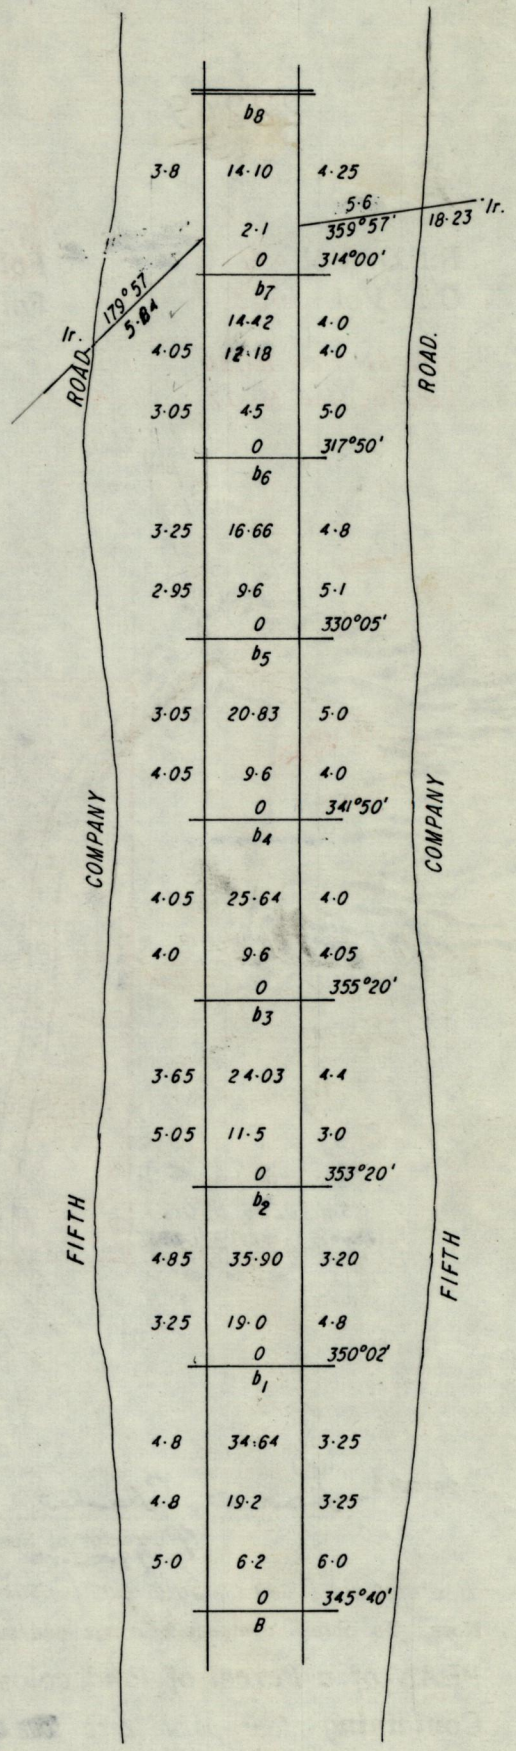 b8
3.8 14.10 4.25
5.6
2.1 359°57' 18.23 Ir.
0 314°00'
179°57
5.84
b7
14.42 4.0
Ir.
4.05 12.18 4.0
ROAD. ROAD.
3.05 4.5 5.0
0 317°50'
b6
3.25 16.66 4.8
2.95 9.6 5.1
0 330°05'
b5
3.05 20.83 5.0
4.05 9.6 4.0
0 341°50'
b4
COMPANY COMPANY
4.05 25.64 4.0
4.0 9.6 4.05
0 355°20'
b3
3.65 24.03 4.4
5.05 11.5 3.0
0 353°20'
b2
FIFTH FIFTH
4.85 35.90 3.20
3.25 19.0 4.8
0 350°02'
b1
4.8 34.64 3.25
4.8 19.2 3.25
5.0 6.2 6.0
0 345°40'
B